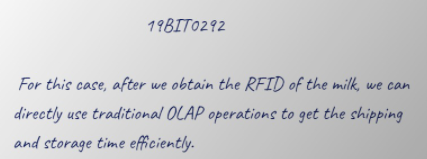 19BIT0292
For this case, after we obtain the RFID of the milk, we can
directly use traditional OLAP operations to get the shipping
and storage time efficiently.